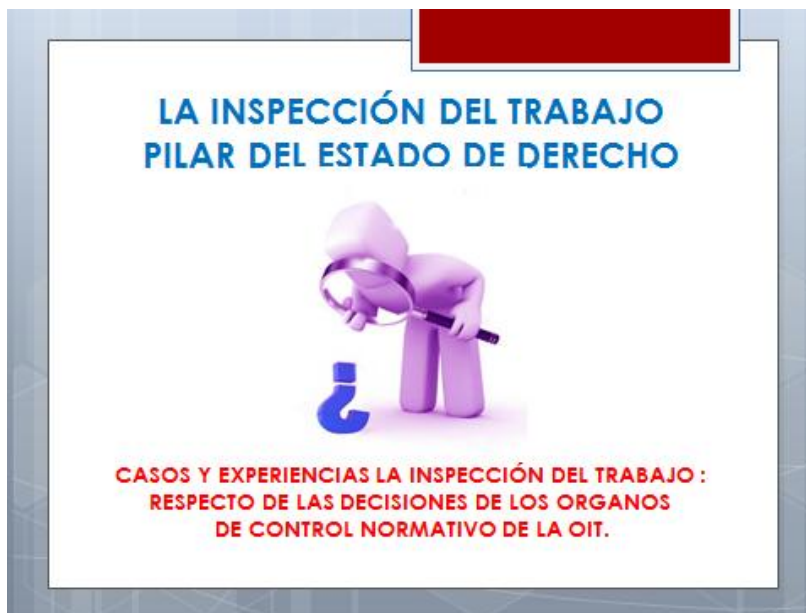 LA INSPECCIÓN DEL TRABAJO
PILAR DEL ESTADO DE DERECHO
¿
CASOS Y EXPERIENCIAS LA INSPECCIÓN DEL TRABAJO :
RESPECTO DE LAS DECISIONES DE LOS ORGANOS
DE CONTROL NORMATIVO DE LA OIT.